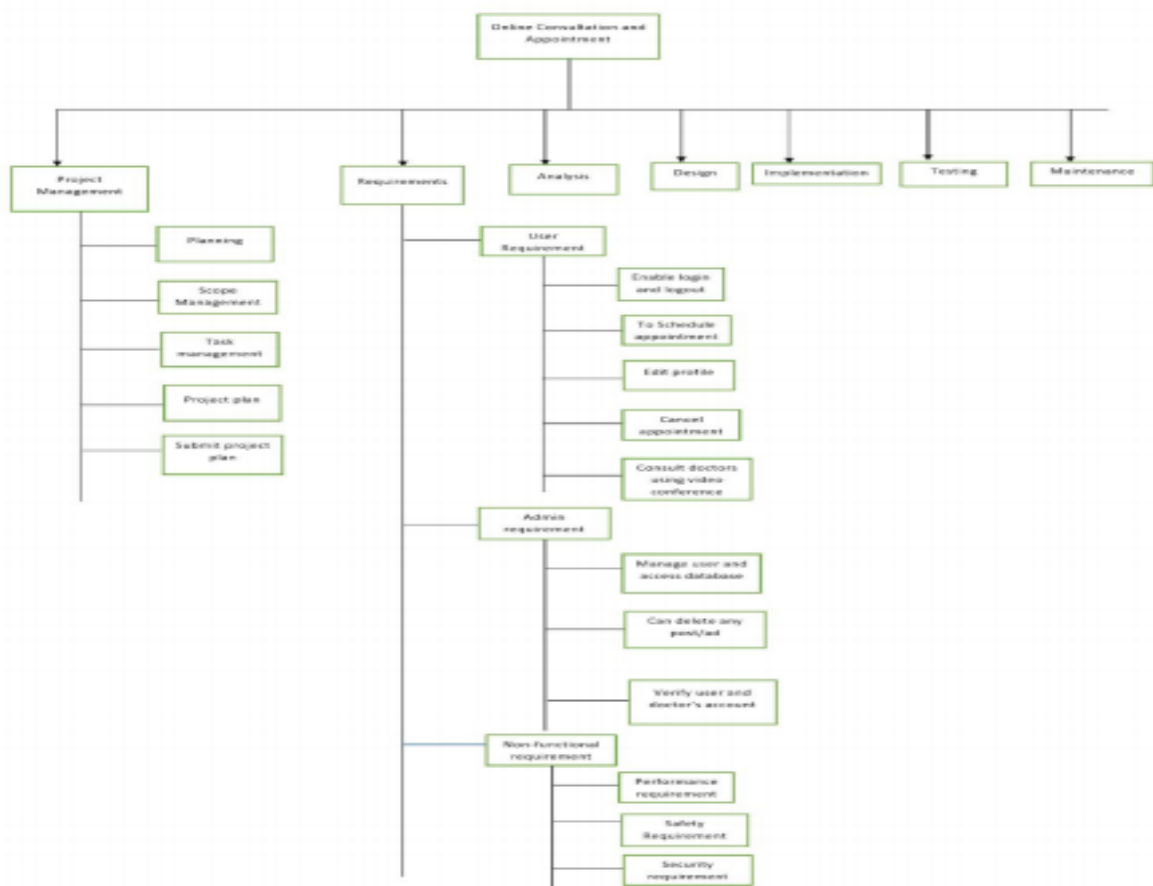 Online Consultation and
Appointment
Project
Management
Requirements
Analysis
Design
Implementation
Testing
Maintenance
Planning
Scope
Management
Task
management
Project plan
Submit project
plan
User
Requirement
Enable login
and logout
To Schedule
appointment
Edit profile
Cancel
appointment
Consult doctors
using video
conference
Admin
requirement
Manage user and
access database
Can delete any
post/ad
Verify user and
doctor's account
Non-functional
requirement
Performance
requirement
Safety
Requirement
Security
requirement